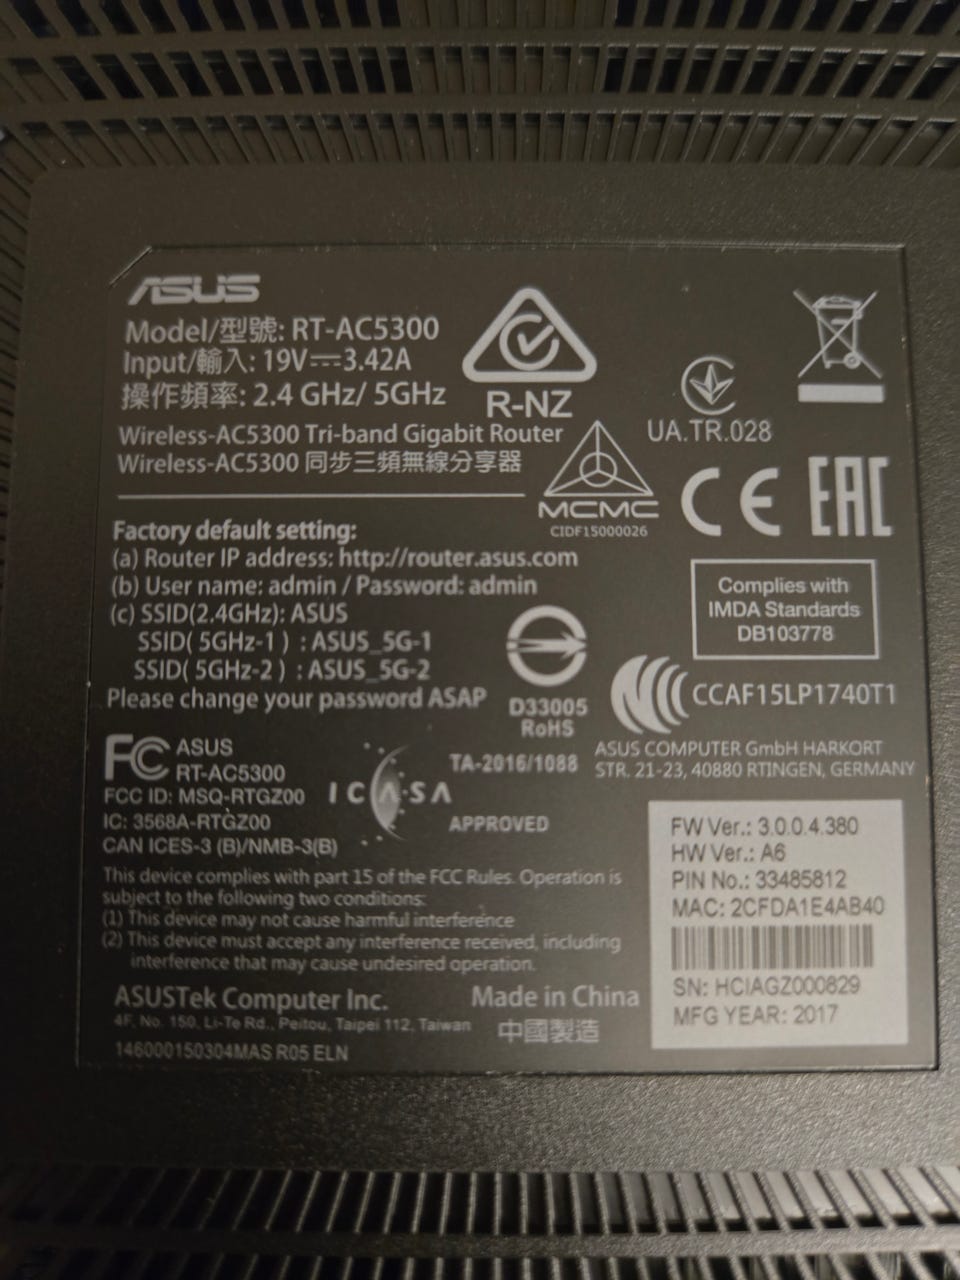 ASUS
Model/型號: RT-AC5300
Input/輸入: 19V⎓3.42A
操作頻率: 2.4 GHz/ 5GHz
Wireless-AC5300 Tri-band Gigabit Router
Wireless-AC5300 同步三頻無線分享器
R-NZ
UA.TR.028
MCMC
CIDF15000026
CE EAC
Factory default setting:
(a) Router IP address: http://router.asus.com
(b) User name: admin / Password: admin
(c) SSID(2.4GHz): ASUS
SSID( 5GHz-1 ) : ASUS_5G-1
SSID( 5GHz-2 ) : ASUS_5G-2
Please change your password ASAP
Complies with
IMDA Standards
DB103778
D33005
RoHS
CCAF15LP1740T1
FC ASUS
RT-AC5300
FCC ID: MSQ-RTGZ00
IC: 3568A-RTGZ00
CAN ICES-3 (B)/NMB-3(B)
ICASA
TA-2016/1088
APPROVED
ASUS COMPUTER GmbH HARKORT
STR. 21-23, 40880 RTINGEN, GERMANY
This device complies with part 15 of the FCC Rules. Operation is
subject to the following two conditions:
(1) This device may not cause harmful interference
(2) This device must accept any interference received, including
interference that may cause undesired operation.
ASUSTek Computer Inc.
4F, No. 150, Li-Te Rd., Peitou, Taipei 112, Taiwan
146000150304MAS R05 ELN
Made in China
中國製造
FW Ver.: 3.0.0.4.380
HW Ver.: A6
PIN No.: 33485812
MAC: 2CFDA1E4AB40
SN: HCIAGZ000829
MFG YEAR: 2017